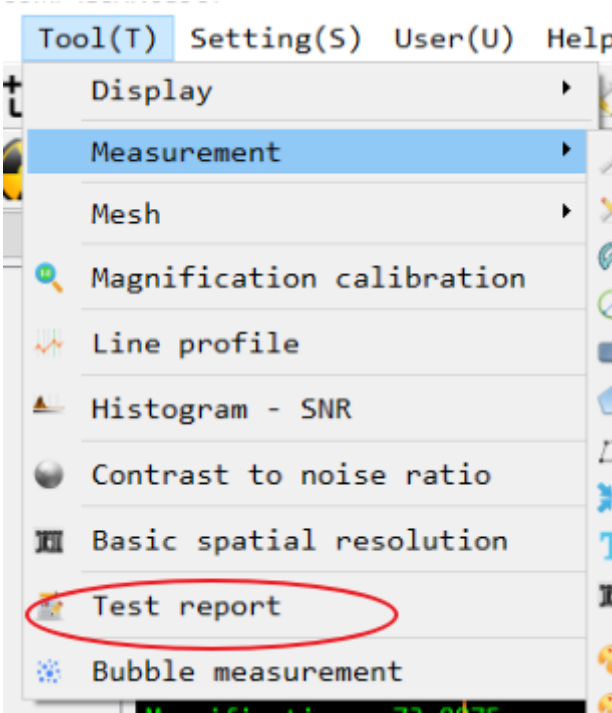 Tool(T) Setting(S) User(U) Help
Display
Measurement
Mesh
Magnification calibration
Line profile
Histogram - SNR
Contrast to noise ratio
Basic spatial resolution
Test report
Bubble measurement